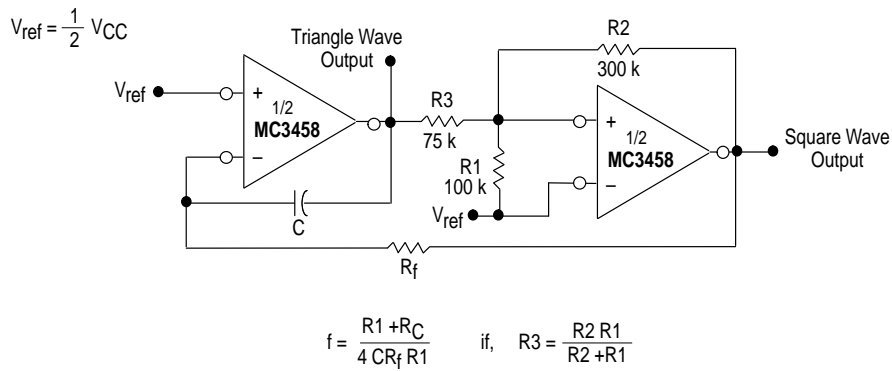 V_ref = 1/2 V_CC
Triangle Wave
Output
R2
300 k
V_ref
+
1/2
MC3458
–
R3
75 k
+
1/2
MC3458
–
Square Wave
Output
R1
100 k
V_ref
C
R_f
f = R1 +R_C / 4 CR_f R1 if, R3 = R2 R1 / R2 +R1